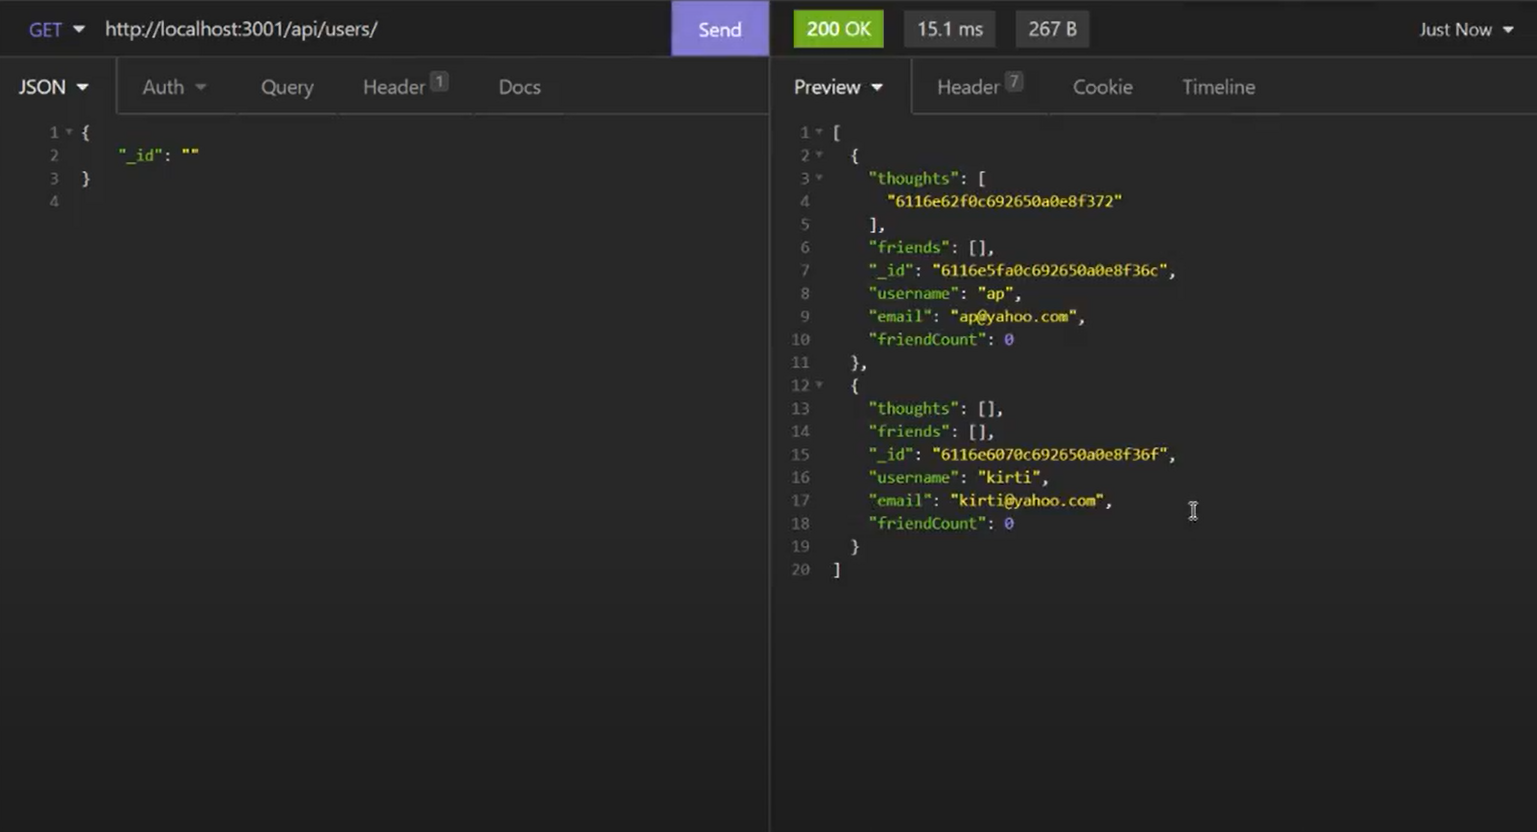 GET http://localhost:3001/api/users/ Send 200 OK 15.1 ms 267 B Just Now
JSON Auth Query Header 1 Docs Preview Header 7 Cookie Timeline
1 {
2 "_id": ""
3 }
4
1 [
2 {
3 "thoughts": [
4 "6116e62f0c692650a0e8f372"
5 ],
6 "friends": [],
7 "_id": "6116e5fa0c692650a0e8f36c",
8 "username": "ap",
9 "email": "ap@yahoo.com",
10 "friendCount": 0
11 },
12 {
13 "thoughts": [],
14 "friends": [],
15 "_id": "6116e6070c692650a0e8f36f",
16 "username": "kirti",
17 "email": "kirti@yahoo.com",
18 "friendCount": 0
19 }
20 ]